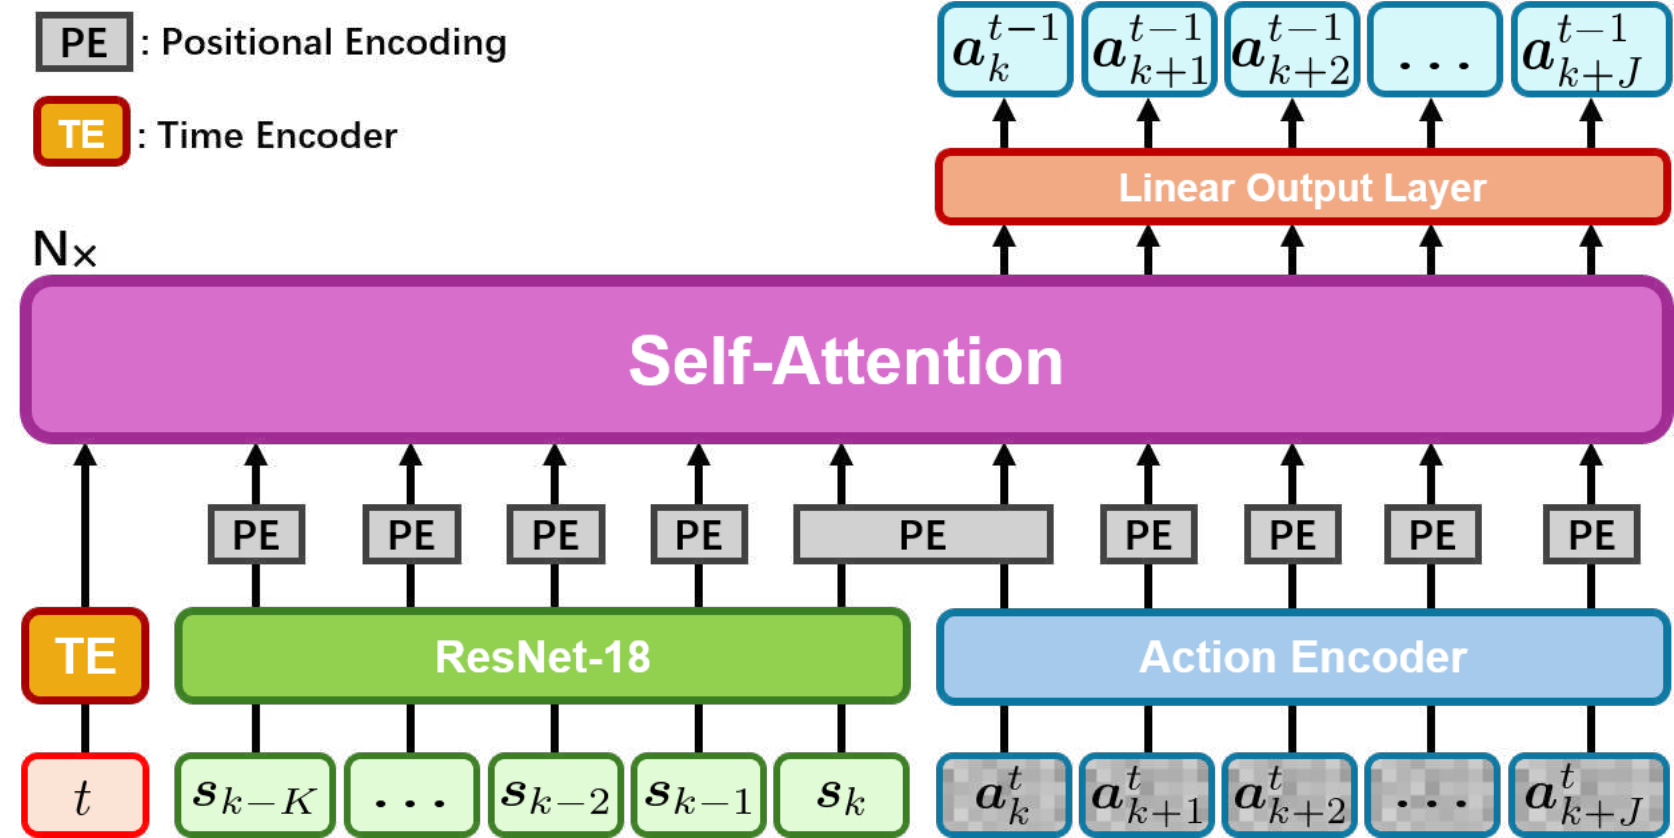 PE : Positional Encoding
TE : Time Encoder
a_k^{t-1} a_{k+1}^{t-1} a_{k+2}^{t-1} ... a_{k+J}^{t-1}
Linear Output Layer
N×
Self-Attention
PE PE PE PE PE PE PE PE PE
TE ResNet-18 Action Encoder
t s_{k-K} ... s_{k-2} s_{k-1} s_k a_k^t a_{k+1}^t a_{k+2}^t ... a_{k+J}^t